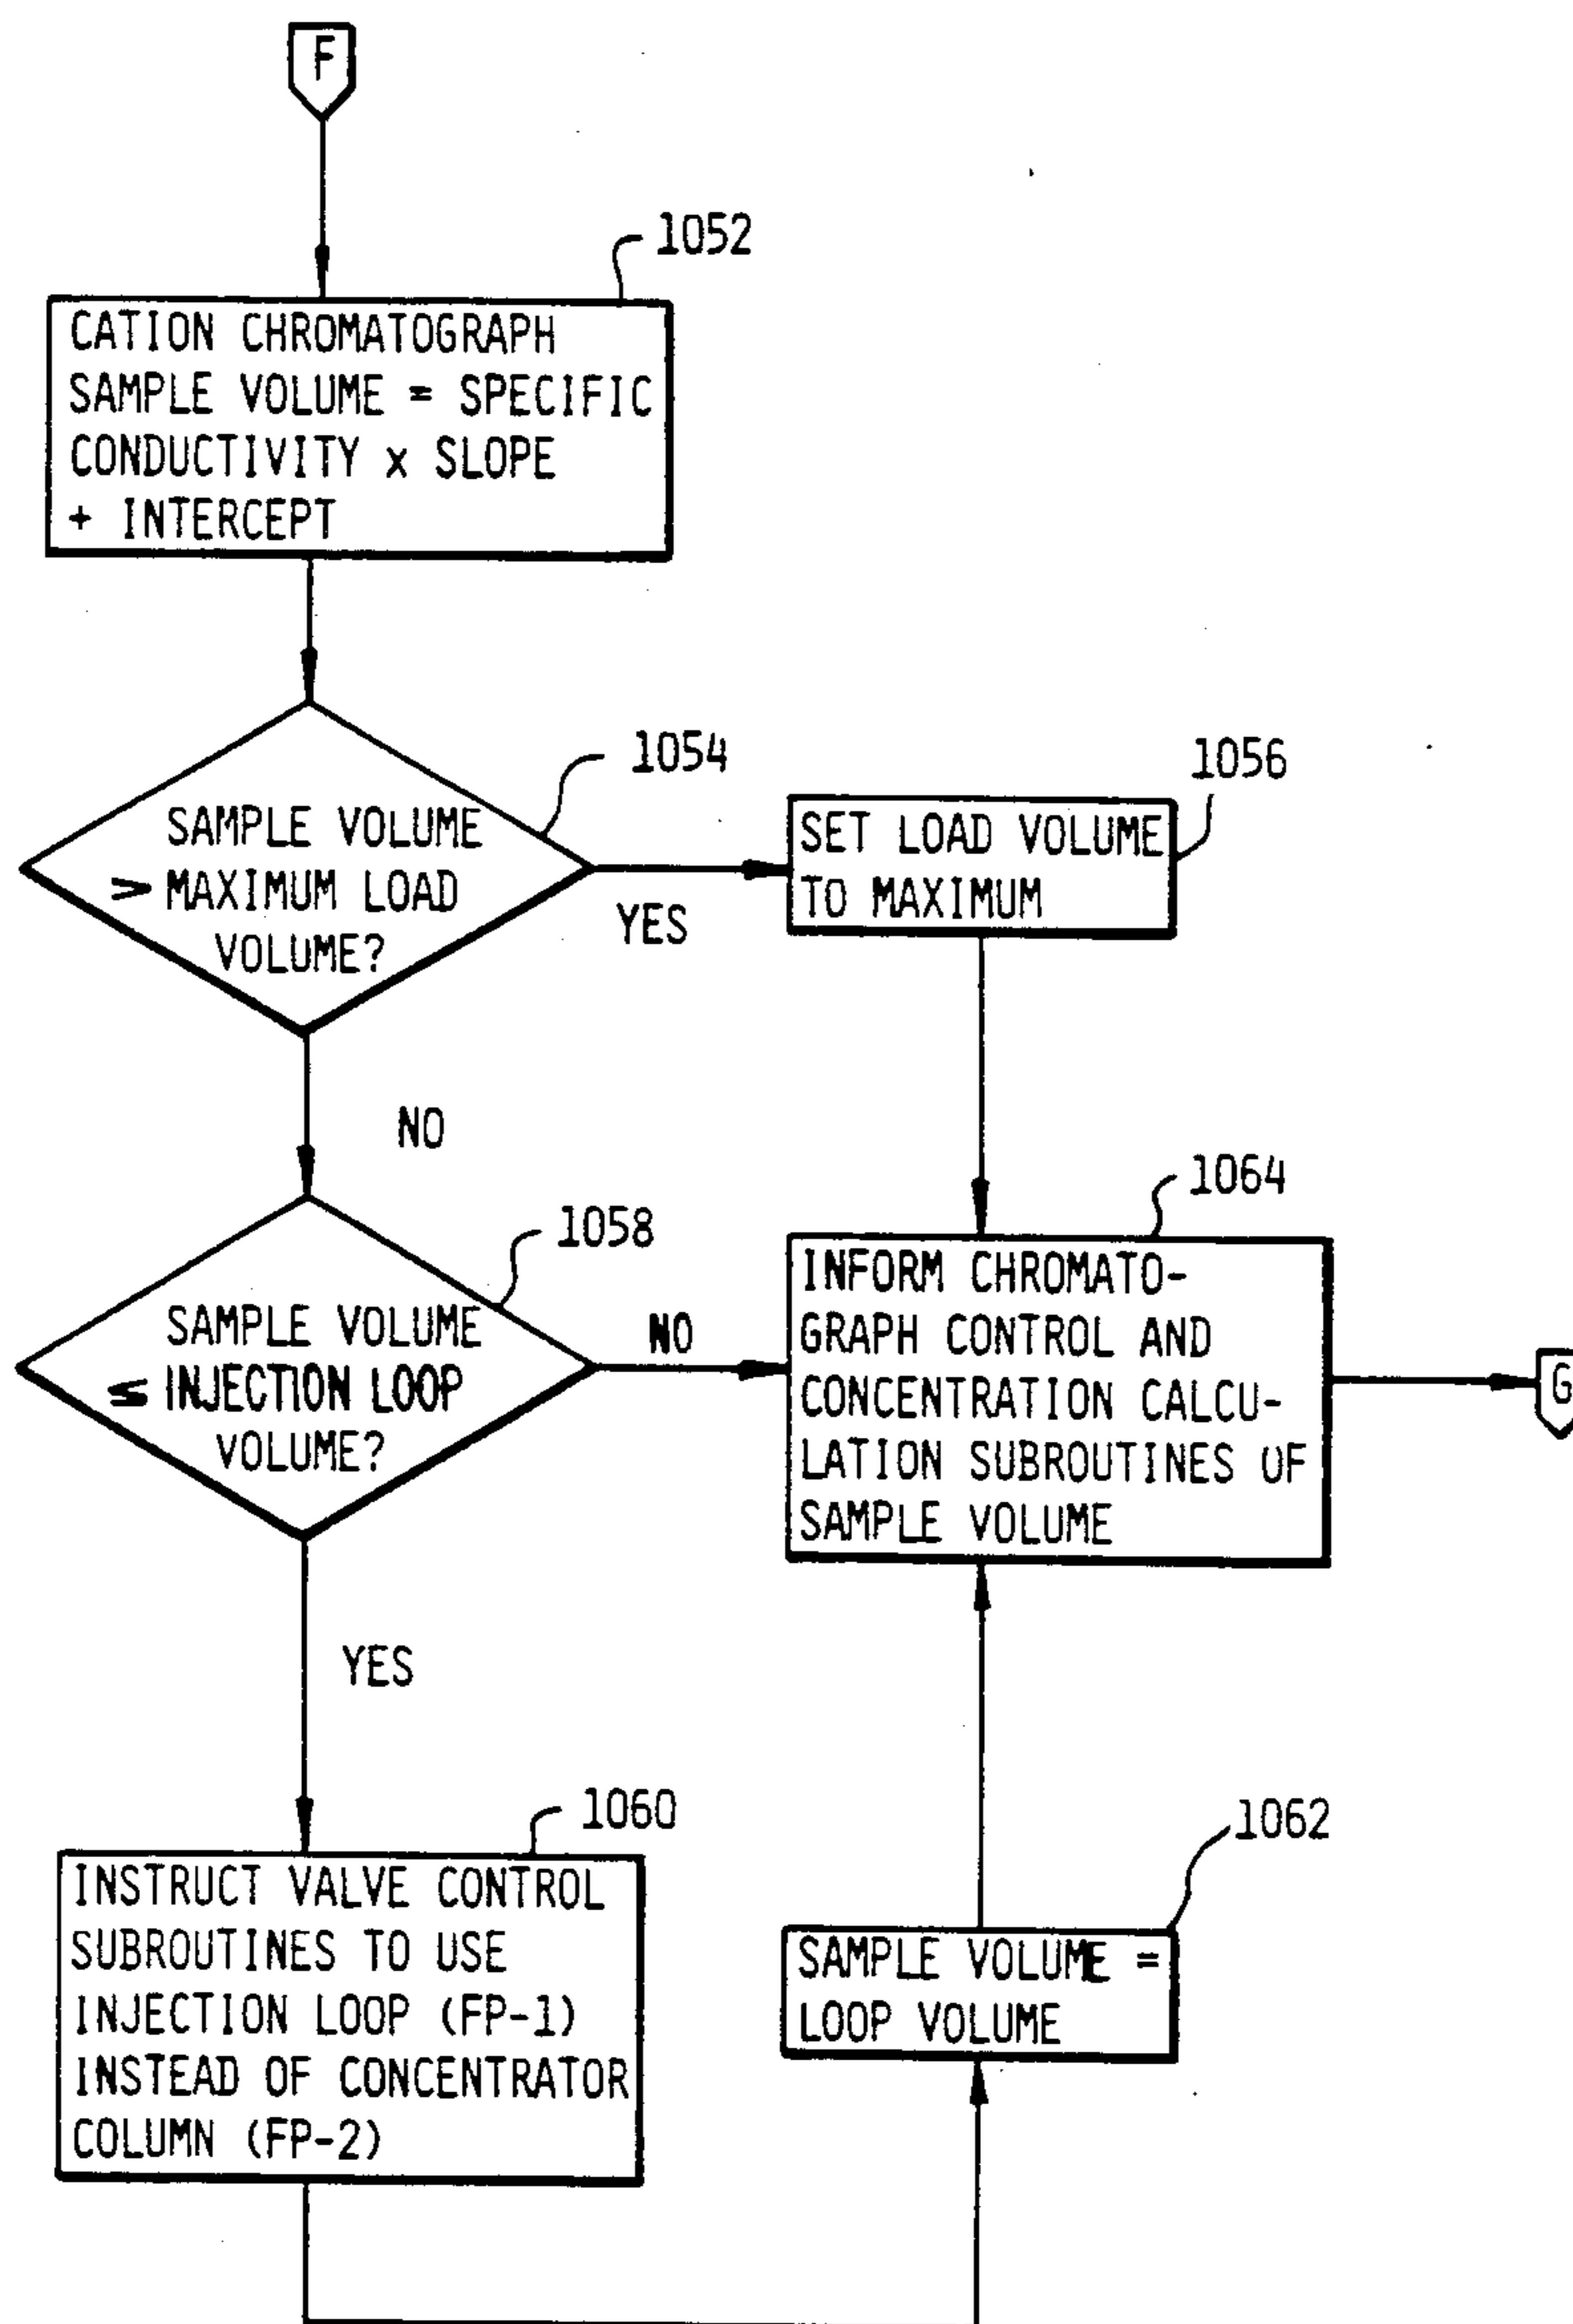 F
1052
CATION CHROMATOGRAPH
SAMPLE VOLUME = SPECIFIC
CONDUCTIVITY x SLOPE
+ INTERCEPT
1054
SAMPLE VOLUME
> MAXIMUM LOAD
VOLUME?
YES
1056
SET LOAD VOLUME
TO MAXIMUM
NO
1058
SAMPLE VOLUME
≤ INJECTION LOOP
VOLUME?
NO
1064
INFORM CHROMATO-
GRAPH CONTROL AND
CONCENTRATION CALCU-
LATION SUBROUTINES OF
SAMPLE VOLUME
G
YES
1060
INSTRUCT VALVE CONTROL
SUBROUTINES TO USE
INJECTION LOOP (FP-1)
INSTEAD OF CONCENTRATOR
COLUMN (FP-2)
1062
SAMPLE VOLUME =
LOOP VOLUME